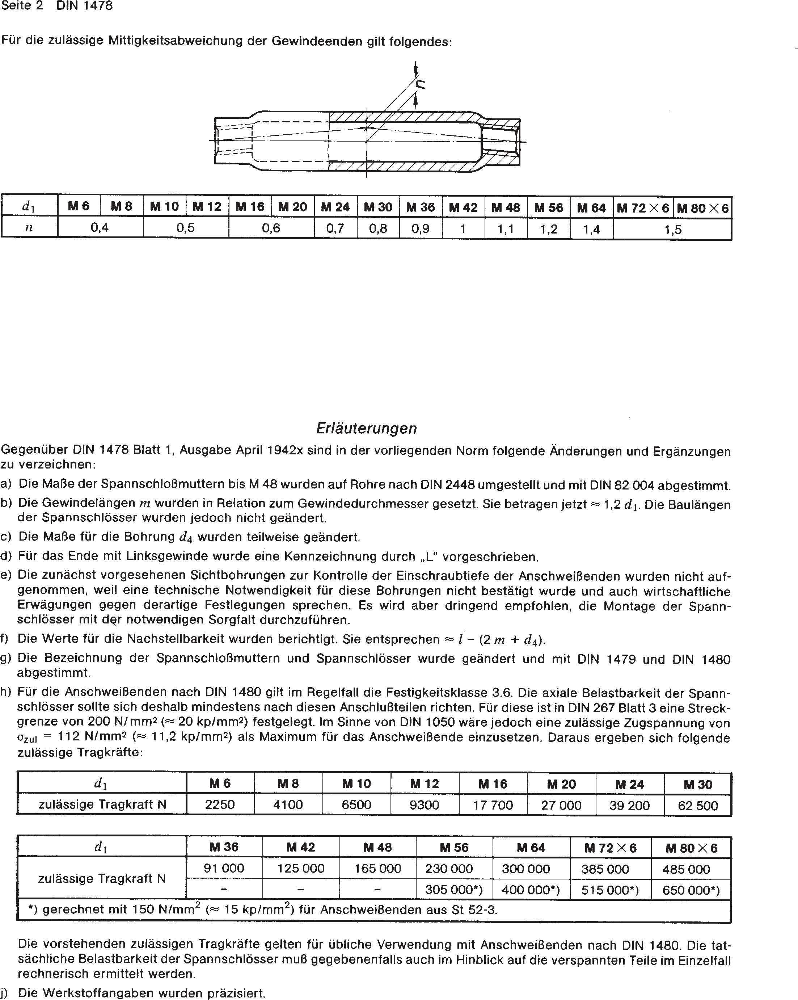 Seite 2 DIN 1478
Für die zulässige Mittigkeitsabweichung der Gewindeenden gilt folgendes:
n
d₁ M 6 M 8 M 10 M 12 M 16 M 20 M 24 M 30 M 36 M 42 M 48 M 56 M 64 M 72 × 6 M 80 × 6
n 0,4 0,5 0,6 0,7 0,8 0,9 1 1,1 1,2 1,4 1,5
Erläuterungen
Gegenüber DIN 1478 Blatt 1, Ausgabe April 1942x sind in der vorliegenden Norm folgende Änderungen und Ergänzungen
zu verzeichnen:
a) Die Maße der Spannschloßmuttern bis M 48 wurden auf Rohre nach DIN 2448 umgestellt und mit DIN 82 004 abgestimmt.
b) Die Gewindelängen m wurden in Relation zum Gewindedurchmesser gesetzt. Sie betragen jetzt ≈ 1,2 d₁. Die Baulängen
der Spannschlösser wurden jedoch nicht geändert.
c) Die Maße für die Bohrung d₄ wurden teilweise geändert.
d) Für das Ende mit Linksgewinde wurde eine Kennzeichnung durch „L“ vorgeschrieben.
e) Die zunächst vorgesehenen Sichtbohrungen zur Kontrolle der Einschraubtiefe der Anschweißenden wurden nicht auf-
genommen, weil eine technische Notwendigkeit für diese Bohrungen nicht bestätigt wurde und auch wirtschaftliche
Erwägungen gegen derartige Festlegungen sprechen. Es wird aber dringend empfohlen, die Montage der Spann-
schlösser mit der notwendigen Sorgfalt durchzuführen.
f) Die Werte für die Nachstellbarkeit wurden berichtigt. Sie entsprechen ≈ l – (2 m + d₄).
g) Die Bezeichnung der Spannschloßmuttern und Spannschlösser wurde geändert und mit DIN 1479 und DIN 1480
abgestimmt.
h) Für die Anschweißenden nach DIN 1480 gilt im Regelfall die Festigkeitsklasse 3.6. Die axiale Belastbarkeit der Spann-
schlösser sollte sich deshalb mindestens nach diesen Anschlußteilen richten. Für diese ist in DIN 267 Blatt 3 eine Streck-
grenze von 200 N/mm² (≈ 20 kp/mm²) festgelegt. Im Sinne von DIN 1050 wäre jedoch eine zulässige Zugspannung von
σzul = 112 N/mm² (≈ 11,2 kp/mm²) als Maximum für das Anschweißende einzusetzen. Daraus ergeben sich folgende
zulässige Tragkräfte:
d₁ M 6 M 8 M 10 M 12 M 16 M 20 M 24 M 30
zulässige Tragkraft N 2250 4100 6500 9300 17 700 27 000 39 200 62 500
d₁ M 36 M 42 M 48 M 56 M 64 M 72 × 6 M 80 × 6
zulässige Tragkraft N 91 000 125 000 165 000 230 000 300 000 385 000 485 000
– – – 305 000*) 400 000*) 515 000*) 650 000*)
*) gerechnet mit 150 N/mm² (≈ 15 kp/mm²) für Anschweißenden aus St 52-3.
Die vorstehenden zulässigen Tragkräfte gelten für übliche Verwendung mit Anschweißenden nach DIN 1480. Die tat-
sächliche Belastbarkeit der Spannschlösser muß gegebenenfalls auch im Hinblick auf die verspannten Teile im Einzelfall
rechnerisch ermittelt werden.
j) Die Werkstoffangaben wurden präzisiert.